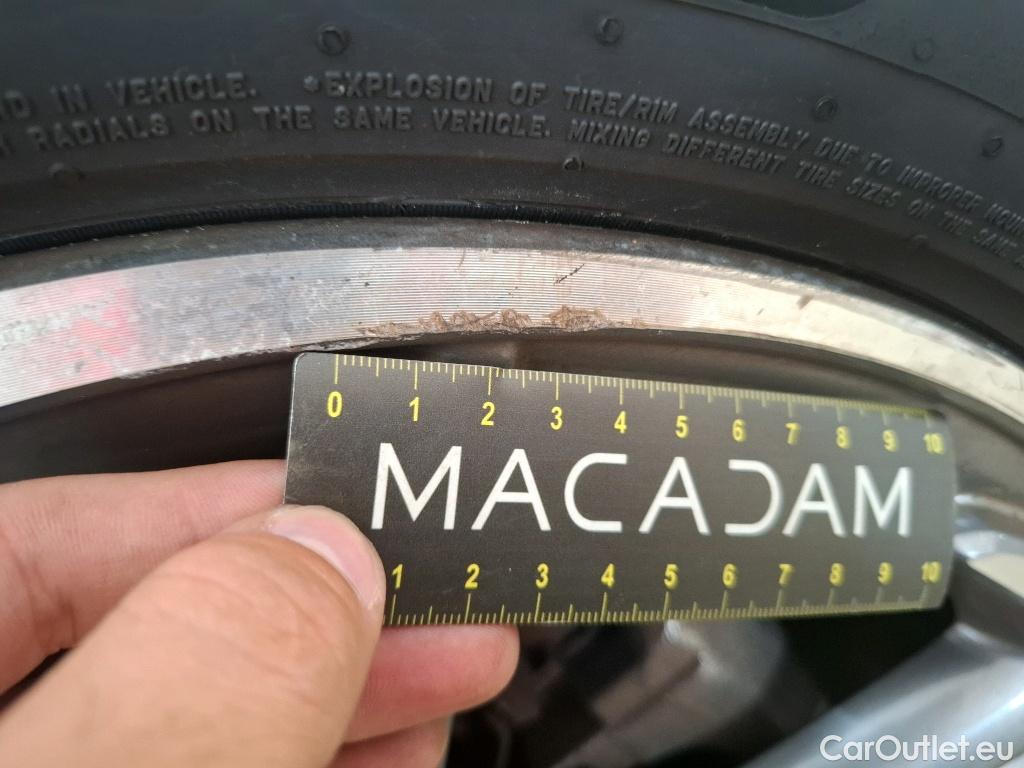 D IN VEHICLE. •EXPLOSION OF TIRE/RIM ASSEMBLY DUE TO IMPROPER MOUN
RADIALS ON THE SAME VEHICLE. MIXING DIFFERENT TIRE SIZES ON THE SAME
0 1 2 3 4 5 6 7 8 9 10
MACADAM
1 2 3 4 5 6 7 8 9 10
CarOutlet.eu